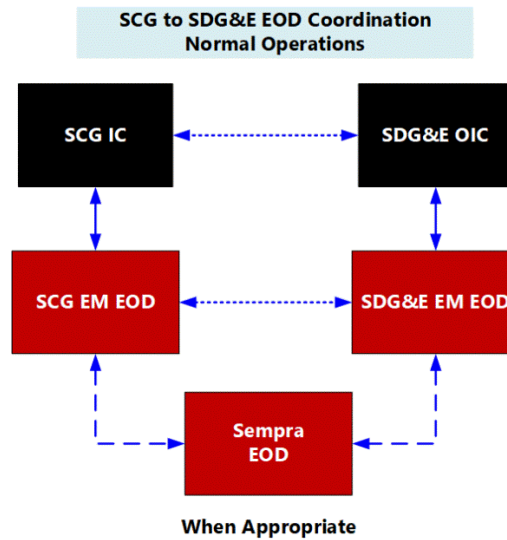 SCG to SDG&E EOD Coordination
Normal Operations
SCG IC
SDG&E OIC
SCG EM EOD
SDG&E EM EOD
Sempra
EOD
When Appropriate